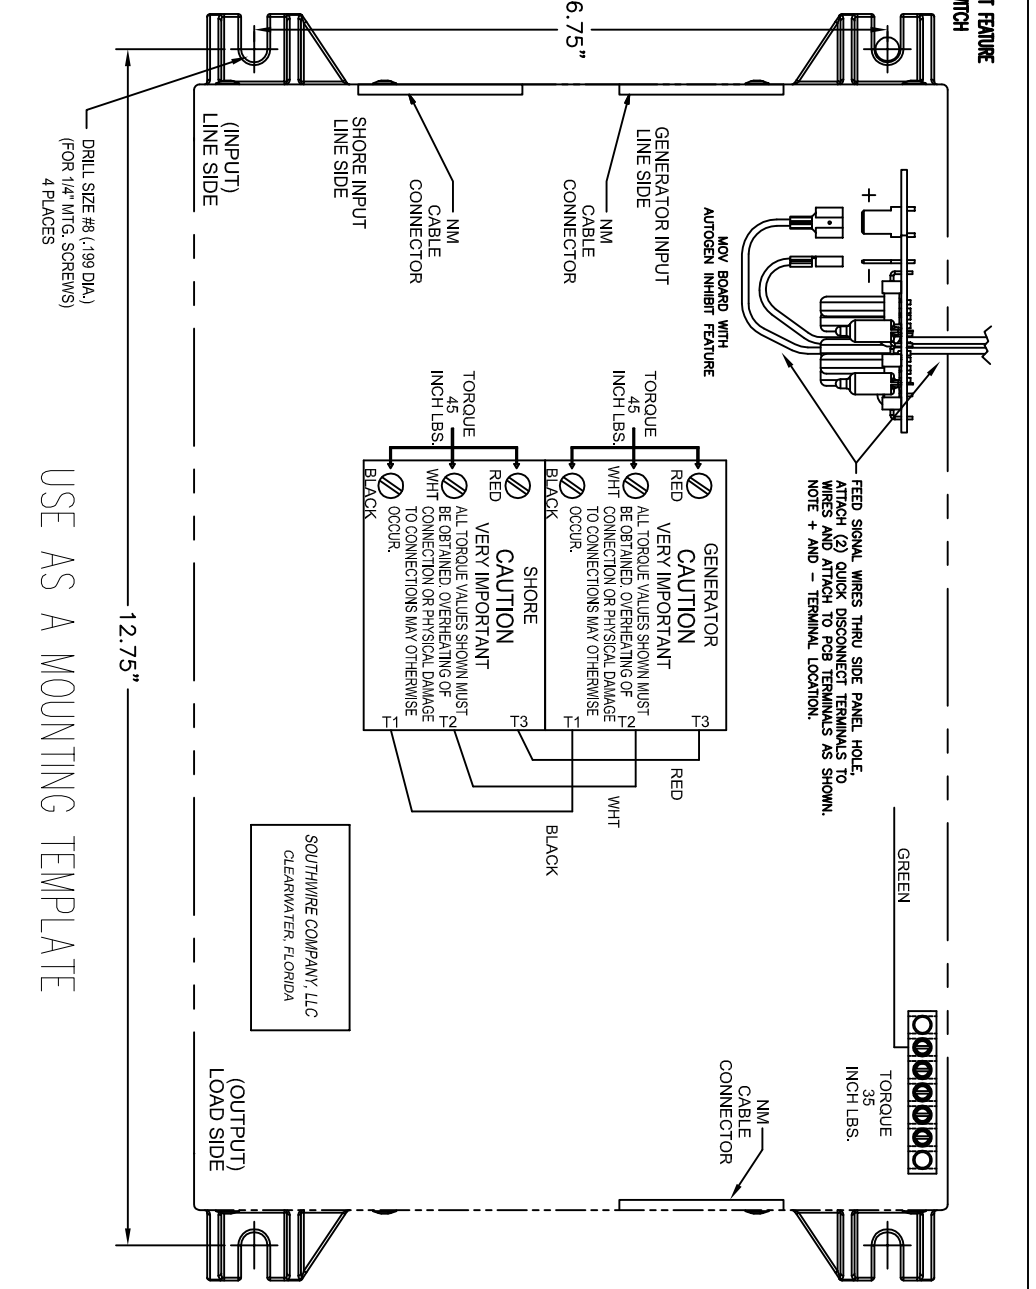 T FEATURE
ITCH
6.75"
12.75"
DRILL SIZE #8 (.199 DIA.)
(FOR 1/4" MTG. SCREWS)
4 PLACES
(INPUT)
LINE SIDE
SHORE INPUT
LINE SIDE
NM
CABLE
CONNECTOR
GENERATOR INPUT
LINE SIDE
NM
CABLE
CONNECTOR
+
-
MOV BOARD WITH
AUTOGEN INHIBIT FEATURE
FEED SIGNAL WIRES THRU SIDE PANEL HOLE,
ATTACH (2) QUICK DISCONNECT TERMINALS TO
WIRES AND ATTACH TO PCB TERMINALS AS SHOWN.
NOTE + AND - TERMINAL LOCATION.
TORQUE
45
INCH LBS.
RED
WHT
BLACK
GENERATOR
CAUTION
VERY IMPORTANT
ALL TORQUE VALUES SHOWN MUST
BE OBTAINED. OVERHEATING OF
CONNECTION OR PHYSICAL DAMAGE
TO CONNECTIONS MAY OTHERWISE
OCCUR.
T3
T2
T1
TORQUE
45
INCH LBS.
RED
WHT
BLACK
SHORE
CAUTION
VERY IMPORTANT
ALL TORQUE VALUES SHOWN MUST
BE OBTAINED. OVERHEATING OF
CONNECTION OR PHYSICAL DAMAGE
TO CONNECTIONS MAY OTHERWISE
OCCUR.
T3
T2
T1
RED
WHT
BLACK
GREEN
TORQUE
35
INCH LBS.
NM
CABLE
CONNECTOR
SOUTHWIRE COMPANY, LLC
CLEARWATER, FLORIDA
(OUTPUT)
LOAD SIDE
USE AS A MOUNTING TEMPLATE